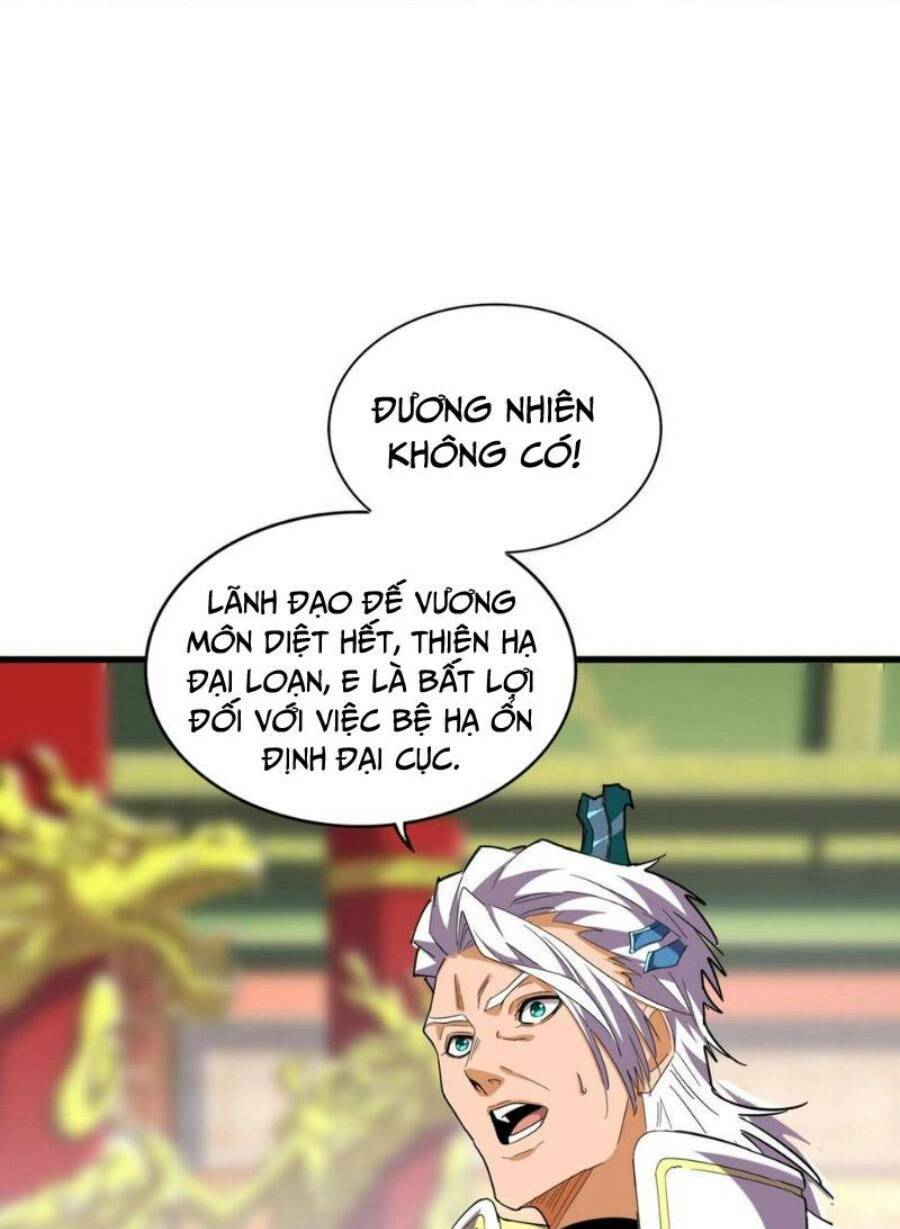 ĐƯƠNG NHIÊN
KHÔNG CÓ!
LÃNH ĐẠO ĐẾ VƯƠNG
MÔN DIỆT HẾT, THIÊN HẠ
ĐẠI LOẠN, E LÀ BẤT LỢI
ĐỐI VỚI VIỆC BỆ HẠ ỔN
ĐỊNH ĐẠI CỤC.